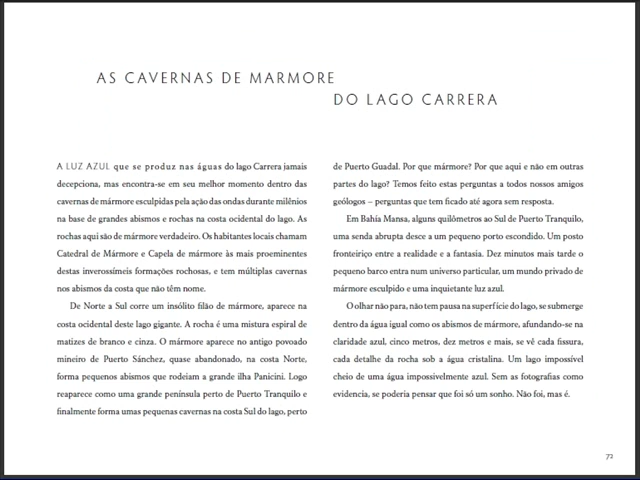 AS CAVERNAS DE MARMORE
DO LAGO CARRERA
A LUZ AZUL que se produz nas águas do lago Carrera jamais
decepciona, mas encontra-se em seu melhor momento dentro das
cavernas de mármore esculpidas pela ação das ondas durante milênios
na base de grandes abismos e rochas na costa ocidental do lago. As
rochas aqui são de mármore verdadeiro. Os habitantes locais chamam
Catedral de Mármore e Capela de mármore às mais proeminentes
destas inverossímeis formações rochosas, e tem múltiplas cavernas
nos abismos da costa que não têm nome.
De Norte a Sul corre um insólito filão de mármore, aparece na
costa ocidental deste lago gigante. A rocha é uma mistura espiral de
matizes de branco e cinza. O mármore aparece no antigo povoado
mineiro de Puerto Sánchez, quase abandonado, na costa Norte,
forma pequenos abismos que rodeiam a grande ilha Panicini. Logo
reaparece como uma grande península perto de Puerto Tranquilo e
finalmente forma umas pequenas cavernas na costa Sul do lago, perto
de Puerto Guadal. Por que mármore? Por que aqui e não em outras
partes do lago? Temos feito estas perguntas a todos nossos amigos
geólogos – perguntas que tem ficado até agora sem resposta.
Em Bahía Mansa, alguns quilômetros ao Sul de Puerto Tranquilo,
uma senda abrupta desce a um pequeno porto escondido. Um posto
fronteiriço entre a realidade e a fantasia. Dez minutos mais tarde o
pequeno barco entra num universo particular, um mundo privado de
mármore esculpido e uma inquietante luz azul.
O olhar não para, não tem pausa na superfície do lago, se submerge
dentro da água igual como os abismos de mármore, afundando-se na
claridade azul, cinco metros, dez metros e mais, se vê cada fissura,
cada detalhe da rocha sob a água cristalina. Um lago impossível
cheio de uma água impossivelmente azul. Sem as fotografias como
evidencia, se poderia pensar que foi só um sonho. Não foi, mas é.
72